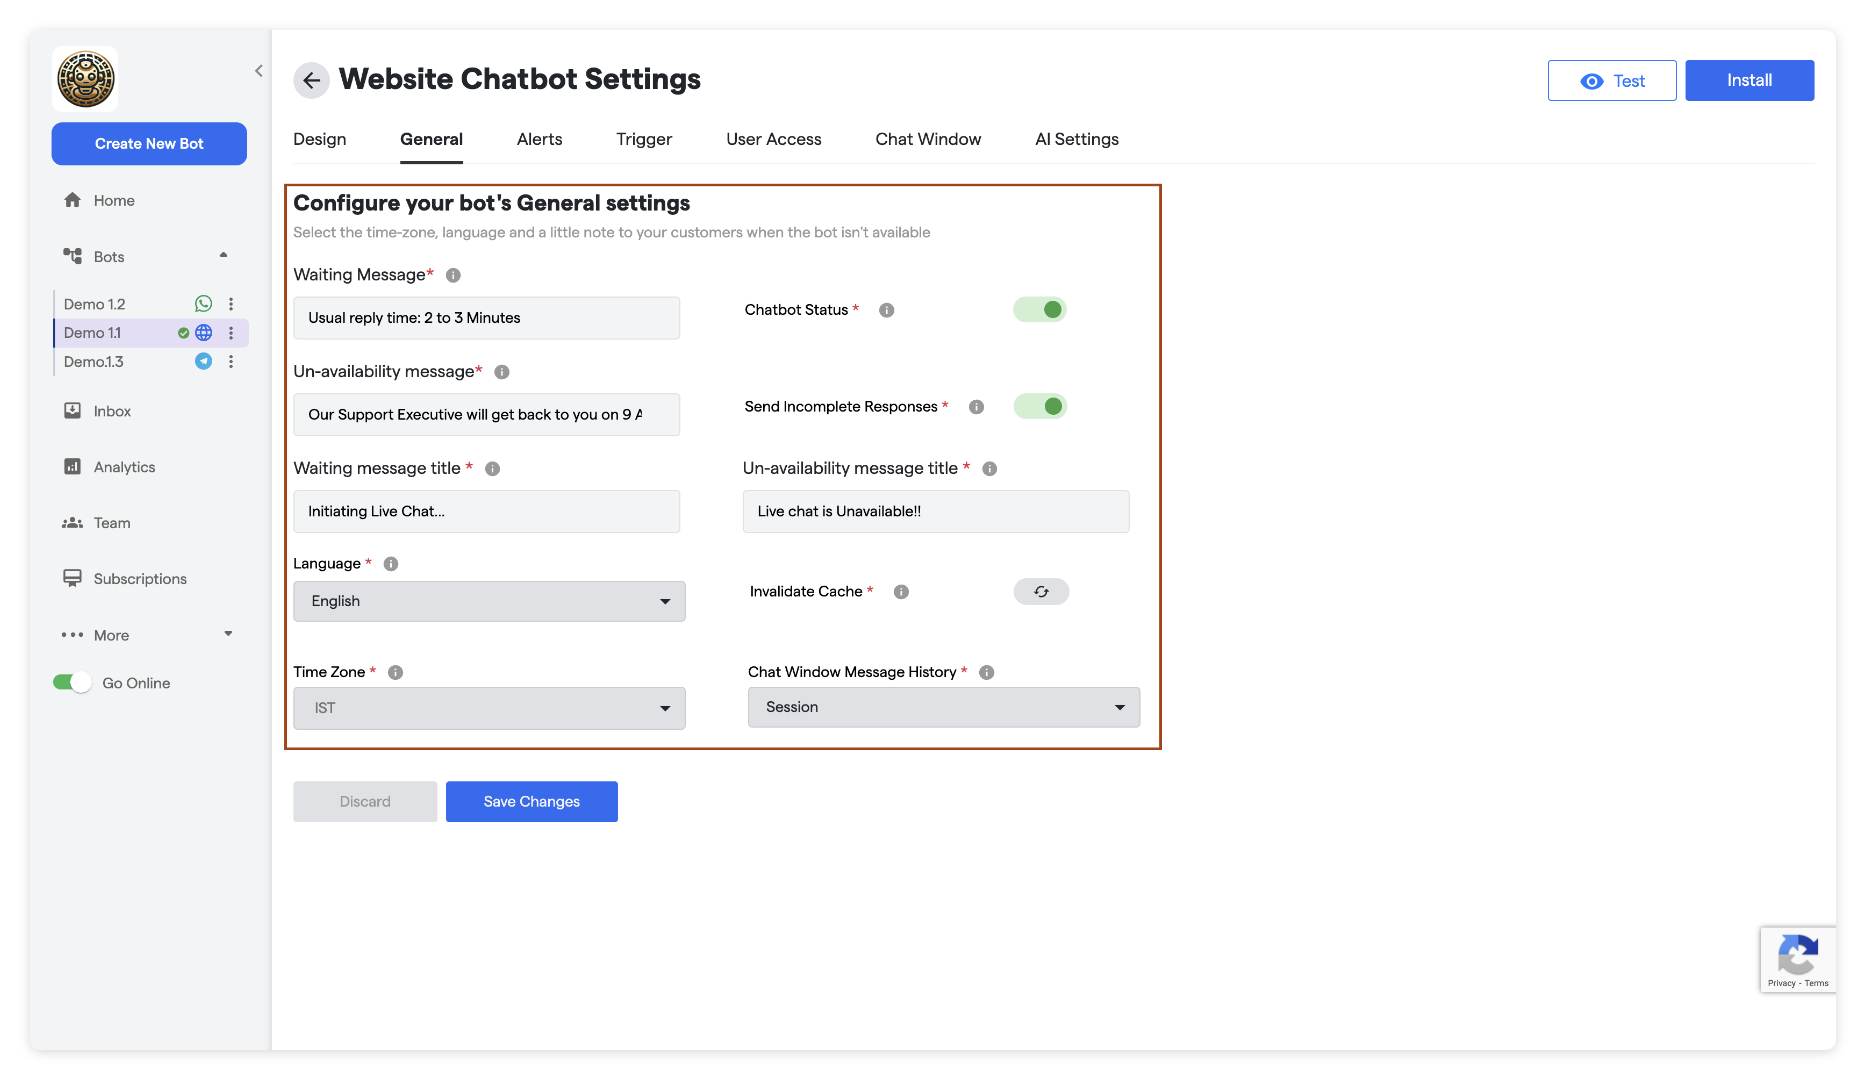 Create New Bot
Home
Bots
Demo 1.2
Demo 1.1
Demo.1.3
Inbox
Analytics
Team
Subscriptions
More
Go Online
Website Chatbot Settings
Test
Install
Design
General
Alerts
Trigger
User Access
Chat Window
AI Settings
Configure your bot's General settings
Select the time-zone, language and a little note to your customers when the bot isn't available
Waiting Message*
Usual reply time: 2 to 3 Minutes
Chatbot Status *
Un-availability message*
Our Support Executive will get back to you on 9
Send Incomplete Responses *
Waiting message title *
Initiating Live Chat...
Un-availability message title *
Live chat is Unavailable!!
Language *
English
Invalidate Cache *
Time Zone *
IST
Chat Window Message History *
Session
Discard
Save Changes
Privacy - Terms